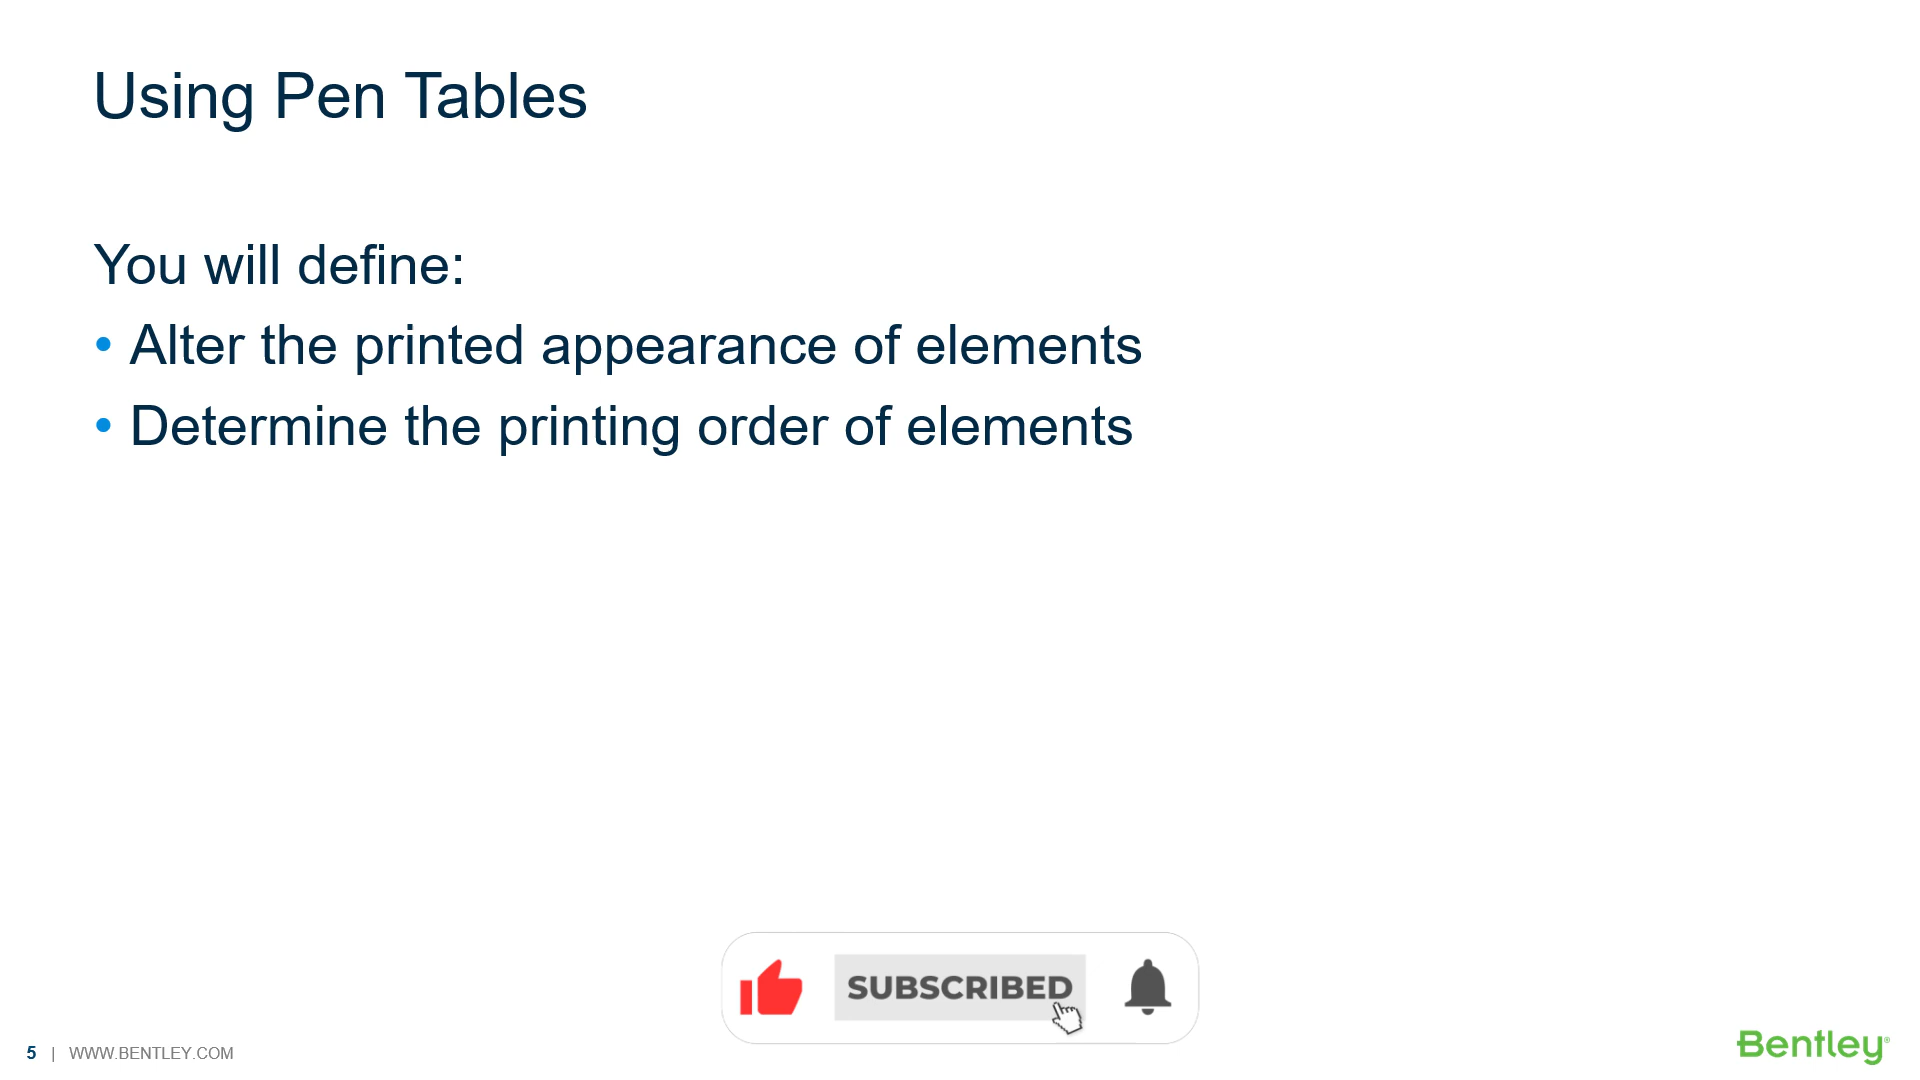 Using Pen Tables
You will define:
• Alter the printed appearance of elements
• Determine the printing order of elements
SUBSCRIBED
5 | WWW.BENTLEY.COM
Bentley®